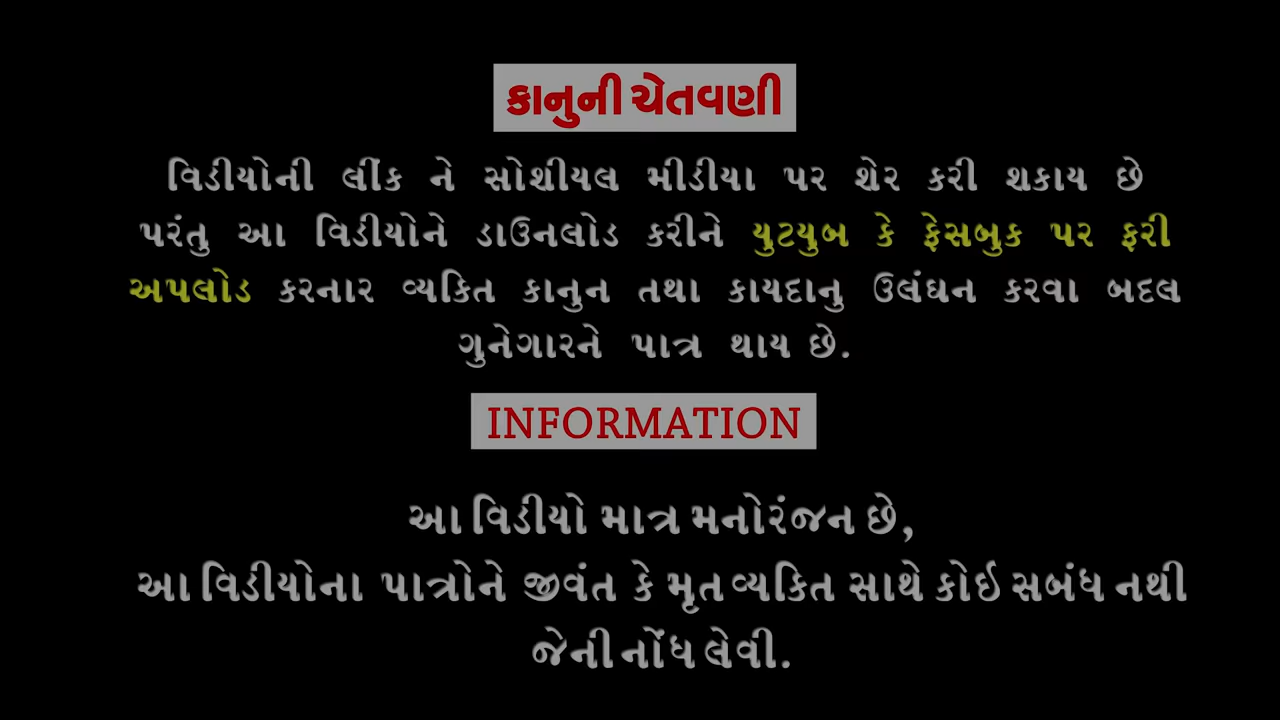 કાનુની ચેતવણી
વિડીયોની લીંક ને સોશીયલ મીડીયા પર શેર કરી શકાય છે
પરંતુ આ વિડીયોને ડાઉનલોડ કરીને યુટયુબ કે ફેસબુક પર ફરી
અપલોડ કરનાર વ્યકિત કાનુન તથા કાયદાનુ ઉલંઘન કરવા બદલ
ગુનેગારને પાત્ર થાય છે.
INFORMATION
આ વિડીયો માત્ર મનોરંજન છે,
આ વિડીયોના પાત્રોને જીવંત કે મૃત વ્યકિત સાથે કોઇ સબંધ નથી
જેની નોંધ લેવી.